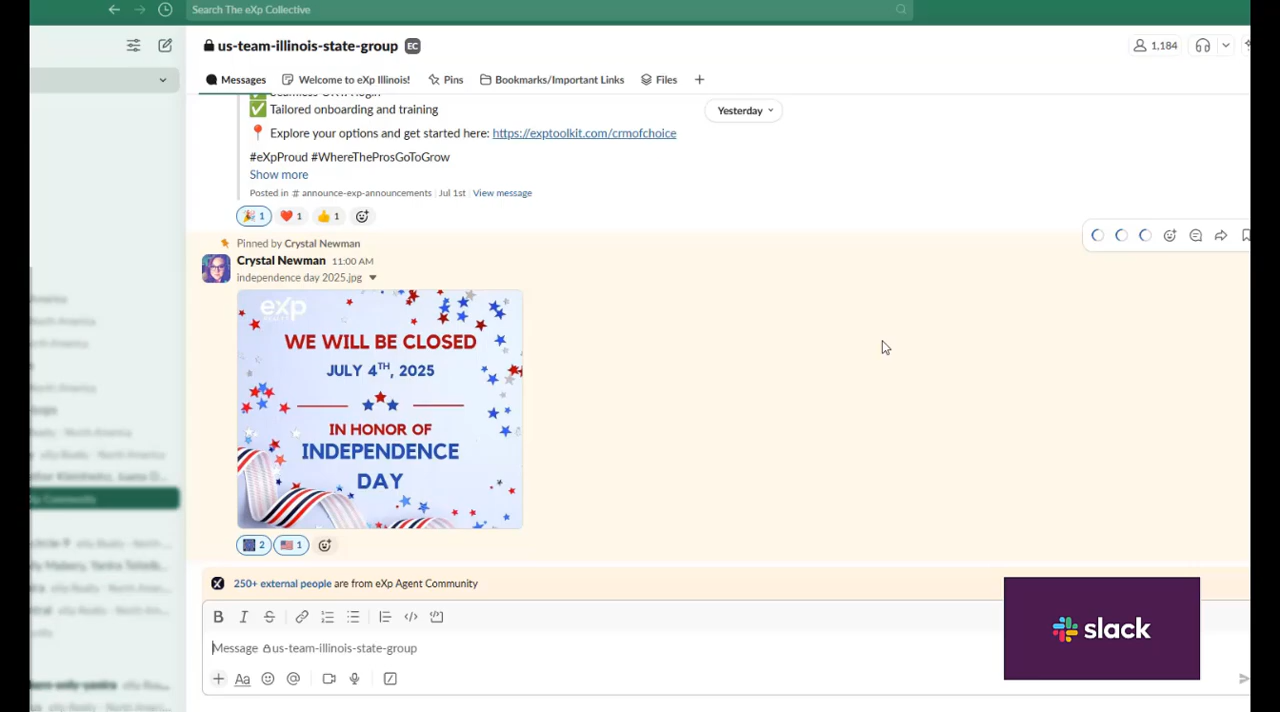 Search The eXp Collective
us-team-illinois-state-group EC
1,184
Messages
Welcome to eXp Illinois!
Pins
Bookmarks/Important Links
Files
Tailored onboarding and training
Yesterday
Explore your options and get started here: https://exptoolkit.com/crmofchoice
#eXpProud #WhereTheProsGoToGrow
Show more
Posted in # announce-exp-announcements | Jul 1st | View message
1
1
1
Pinned by Crystal Newman
Crystal Newman 11:00 AM
independence day 2025.jpg
eXp
REALTY
WE WILL BE CLOSED
JULY 4TH, 2025
IN HONOR OF
INDEPENDENCE
DAY
2
1
250+ external people are from eXp Agent Community
Message us-team-illinois-state-group
slack